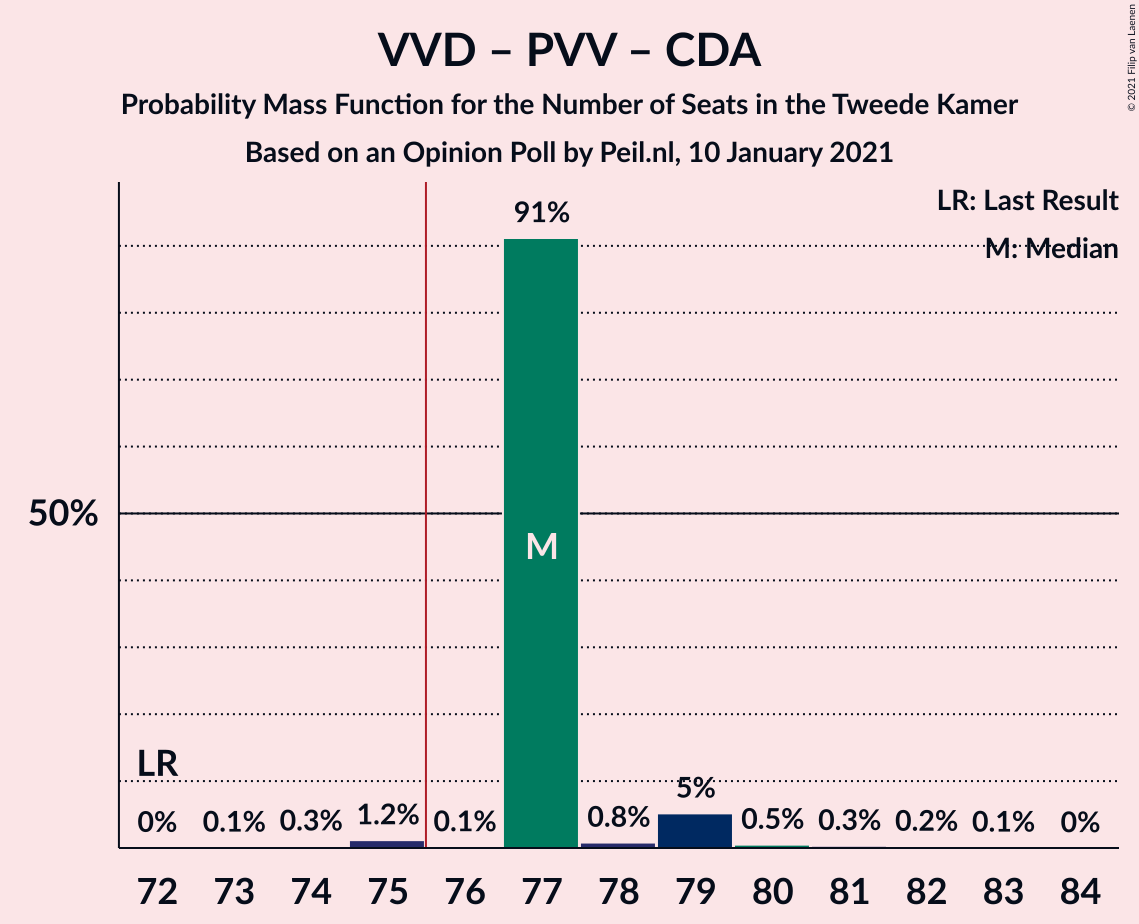 VVD – PVV – CDA
Probability Mass Function for the Number of Seats in the Tweede Kamer
Based on an Opinion Poll by Peil.nl, 10 January 2021
© 2021 Filip van Laenen
LR: Last Result
M: Median
91%
50%
M
LR
0% 0.1% 0.3% 1.2% 0.1% 0.8% 5% 0.5% 0.3% 0.2% 0.1% 0%
72 73 74 75 76 77 78 79 80 81 82 83 84